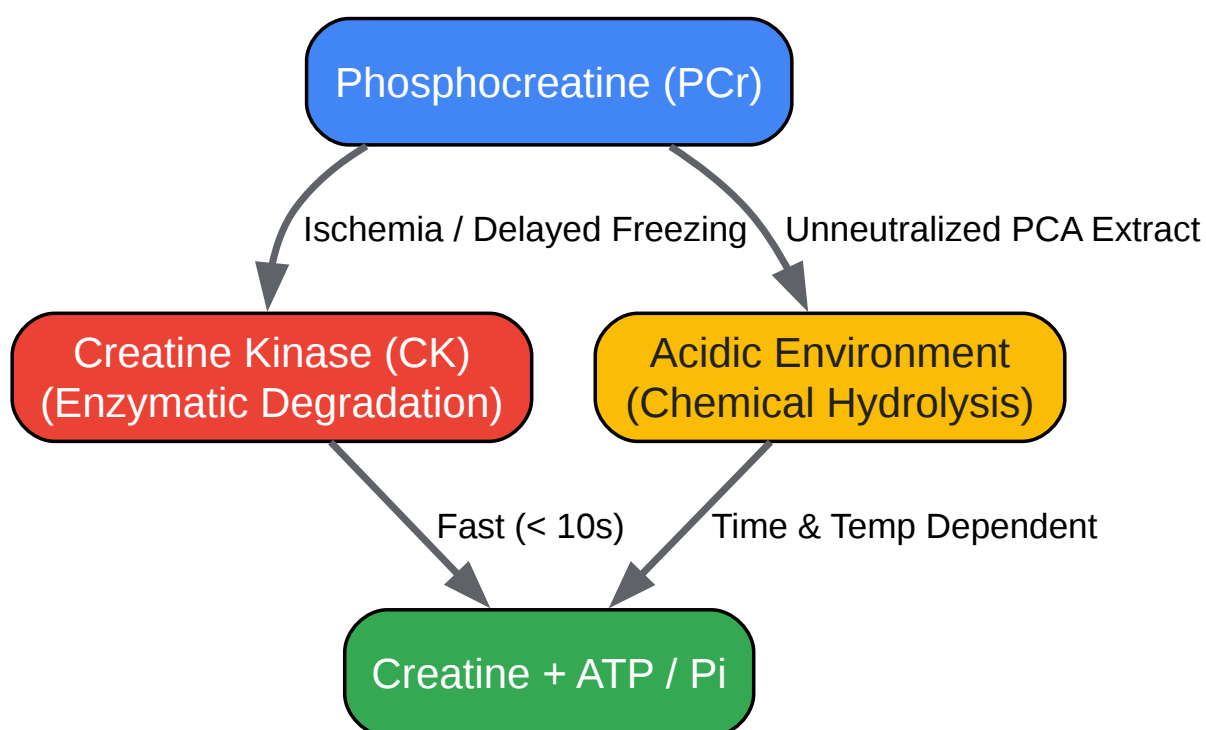 Phosphocreatine (PCr)
Ischemia / Delayed Freezing
Unneutralized PCA Extract
Creatine Kinase (CK)
(Enzymatic Degradation)
Acidic Environment
(Chemical Hydrolysis)
Fast (< 10s)
Time & Temp Dependent
Creatine + ATP / Pi